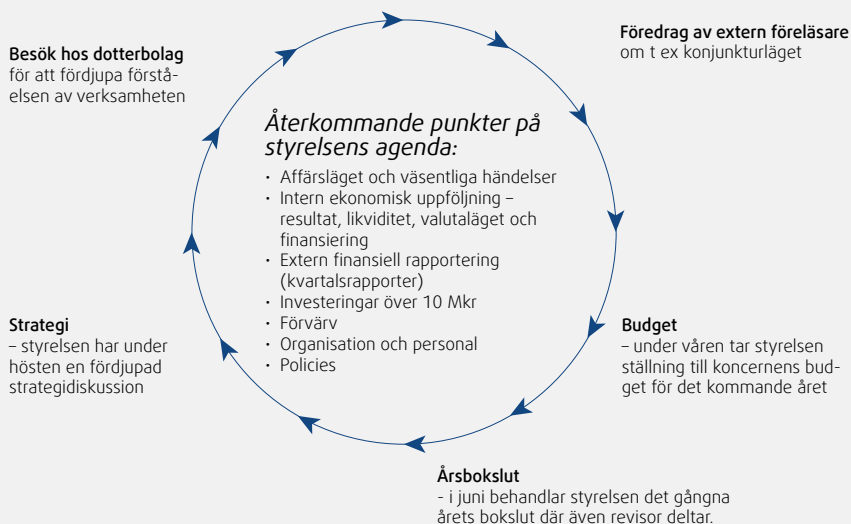 Besök hos dotterbolag
för att fördjupa förstå-
elsen av verksamheten
Föredrag av extern föreläsare
om t ex konjunkturläget
Återkommande punkter på
styrelsens agenda:
• Affärsläget och väsentliga händelser
• Intern ekonomisk uppföljning –
resultat, likviditet, valutaläget och
finansiering
• Extern finansiell rapportering
(kvartalsrapporter)
• Investeringar över 10 Mkr
• Förvärv
• Organisation och personal
• Policies
Strategi
– styrelsen har under
hösten en fördjupad
strategidiskussion
Budget
– under våren tar styrelsen
ställning till koncernens bud-
get för det kommande året
Årsbokslut
- i juni behandlar styrelsen det gångna
årets bokslut där även revisor deltar.